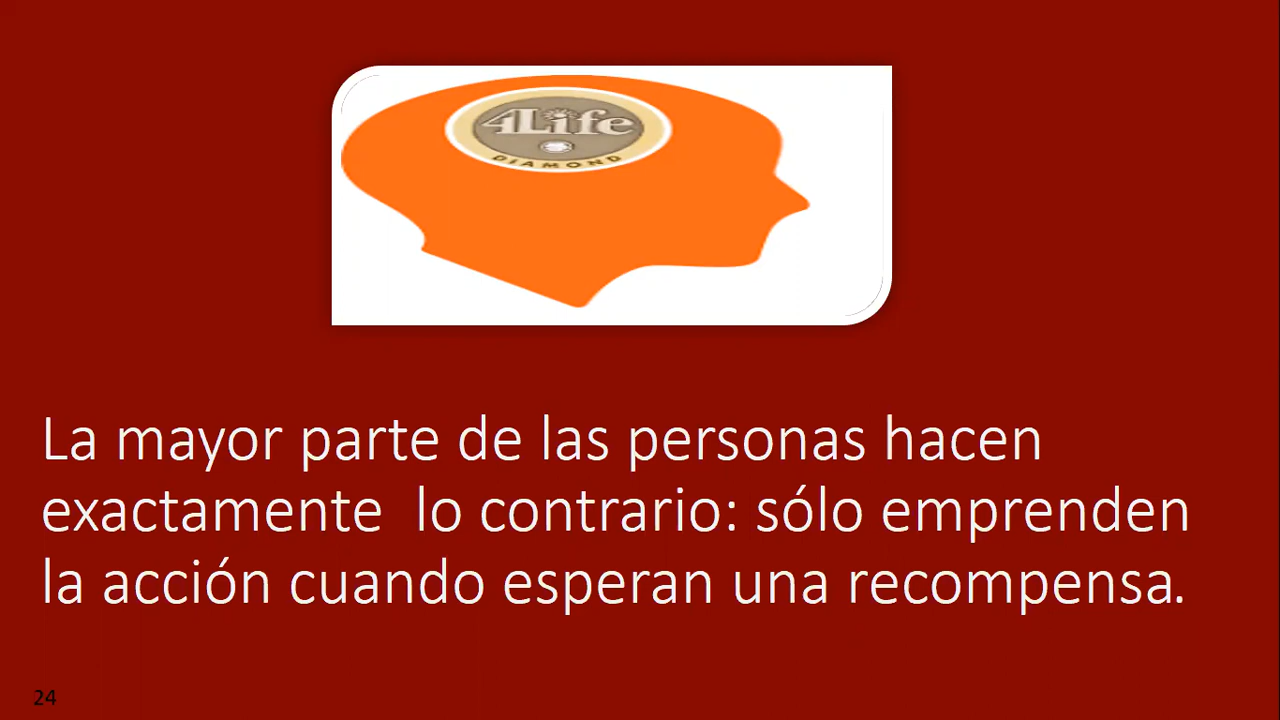 4Life
DIAMOND
La mayor parte de las personas hacen
exactamente  lo contrario: sólo emprenden
la acción cuando esperan una recompensa.
24